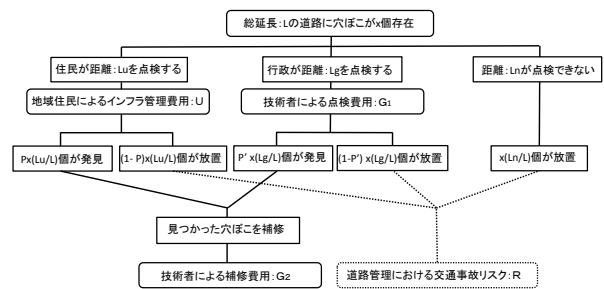 総延長:Lの道路に穴ぼこがx個存在
住民が距離:Luを点検する
行政が距離:Lgを点検する
距離:Lnが点検できない
地域住民によるインフラ管理費用:U
技術者による点検費用:G1
Px(Lu/L)個が発見
(1- P)x(Lu/L)個が放置
P' x(Lg/L)個が発見
(1-P') x(Lg/L)個が放置
x(Ln/L)個が放置
見つかった穴ぼこを補修
技術者による補修費用:G2
道路管理における交通事故リスク:R